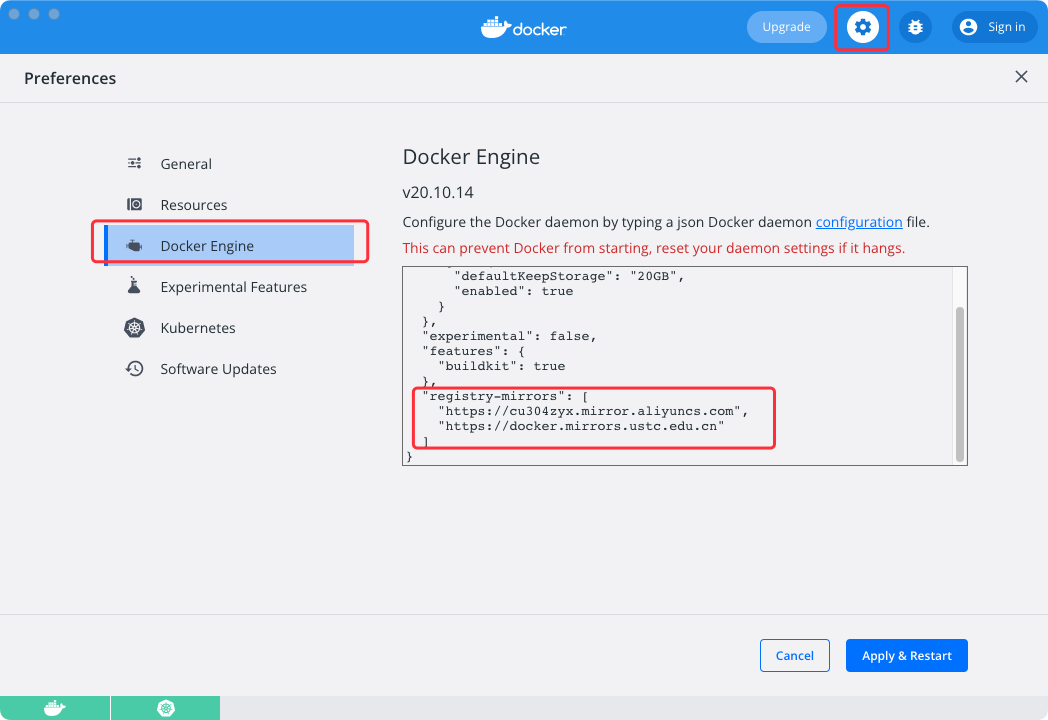 docker
Upgrade
Sign in
Preferences
General
Resources
Docker Engine
Experimental Features
Kubernetes
Software Updates
Docker Engine
v20.10.14
Configure the Docker daemon by typing a json Docker daemon configuration file.
This can prevent Docker from starting, reset your daemon settings if it hangs.
"defaultKeepStorage": "20GB",
"enabled": true
}
},
"experimental": false,
"features": {
"buildkit": true
},
"registry-mirrors": [
"https://cu304zyx.mirror.aliyuncs.com",
"https://docker.mirrors.ustc.edu.cn"
]
}
Cancel
Apply & Restart